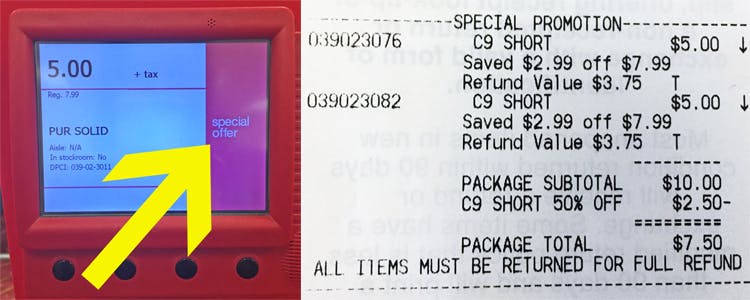 5.00 + tax
Reg. 7.99
PUR SOLID
Aisle: N/A
In stockroom: No
DPCI: 039-02-3011
special
offer
SPECIAL PROMOTION
039023076 C9 SHORT $5.00 ↓
Saved $2.99 off $7.99
Refund Value $3.75 T
039023082 C9 SHORT $5.00 ↓
Saved $2.99 off $7.99
Refund Value $3.75 T
PACKAGE SUBTOTAL $10.00
C9 SHORT 50% OFF $2.50-
PACKAGE TOTAL $7.50
ALL ITEMS MUST BE RETURNED FOR FULL REFUND